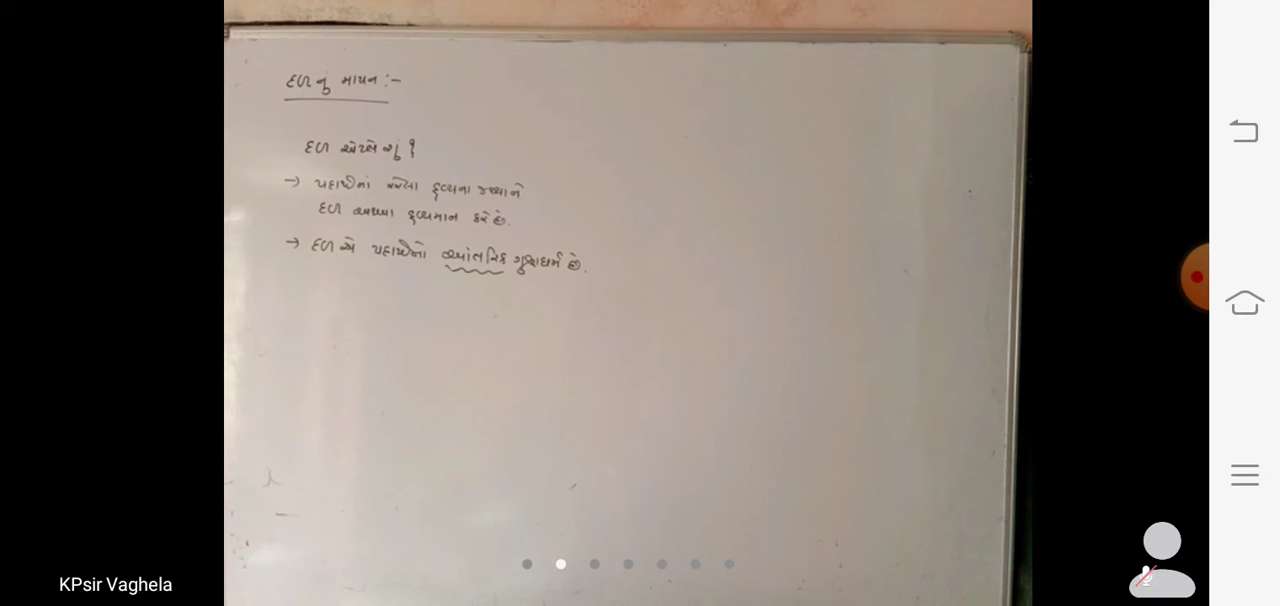 દળ નું માપન :-
દળ એટલે શું ?
→ પદાર્થમાં રહેલા દ્રવ્યના જથ્થાને
દળ અથવા દ્રવ્યમાન કહે છે.
→ દળ એ પદાર્થનો આંતરિક ગુણધર્મ છે.
KPsir Vaghela